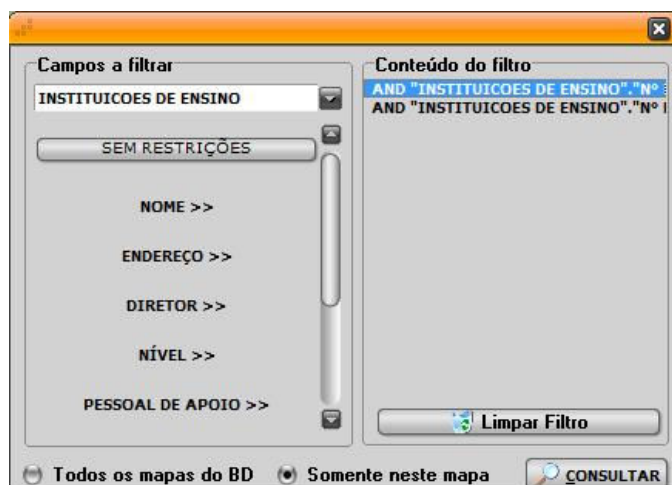 Campos a filtrar
INSTITUICOES DE ENSINO
SEM RESTRIÇÕES
NOME >>
ENDEREÇO >>
DIRETOR >>
NÍVEL >>
PESSOAL DE APOIO >>
Conteúdo do filtro
AND "INSTITUICOES DE ENSINO"."Nº
AND "INSTITUICOES DE ENSINO"."Nº
Limpar Filtro
Todos os mapas do BD
Somente neste mapa
CONSULTAR